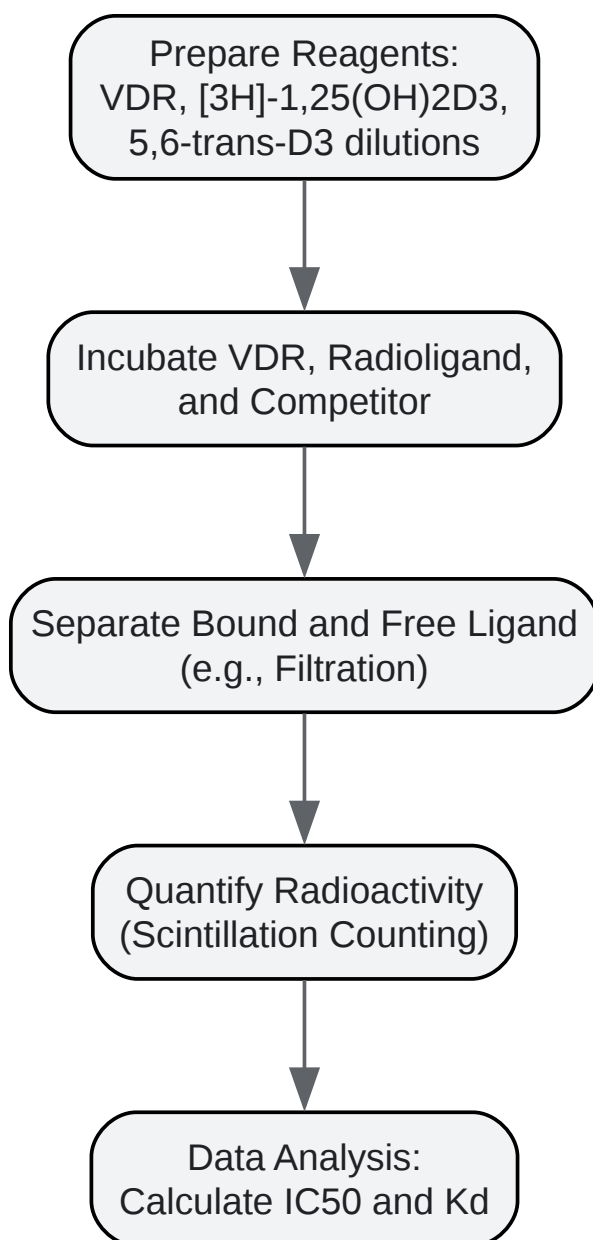 Prepare Reagents:
VDR, [3H]-1,25(OH)2D3,
5,6-trans-D3 dilutions
Incubate VDR, Radioligand,
and Competitor
Separate Bound and Free Ligand
(e.g., Filtration)
Quantify Radioactivity
(Scintillation Counting)
Data Analysis:
Calculate IC50 and Kd